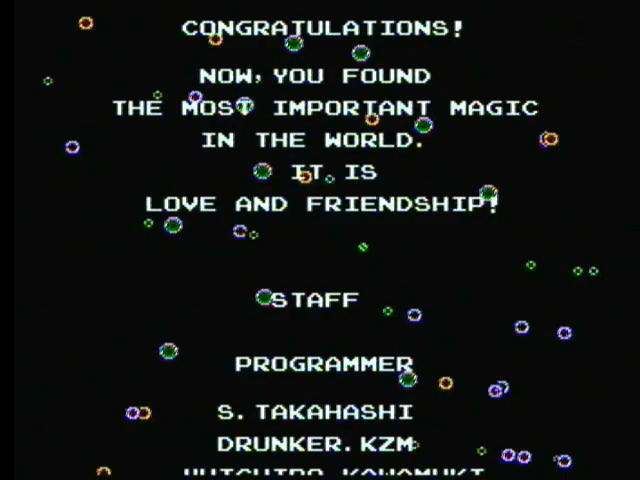 CONGRATULATIONS!
NOW, YOU FOUND
THE MOST IMPORTANT MAGIC
IN THE WORLD.
IT IS
LOVE AND FRIENDSHIP!
STAFF
PROGRAMMER
S. TAKAHASHI
DRUNKER. KZM